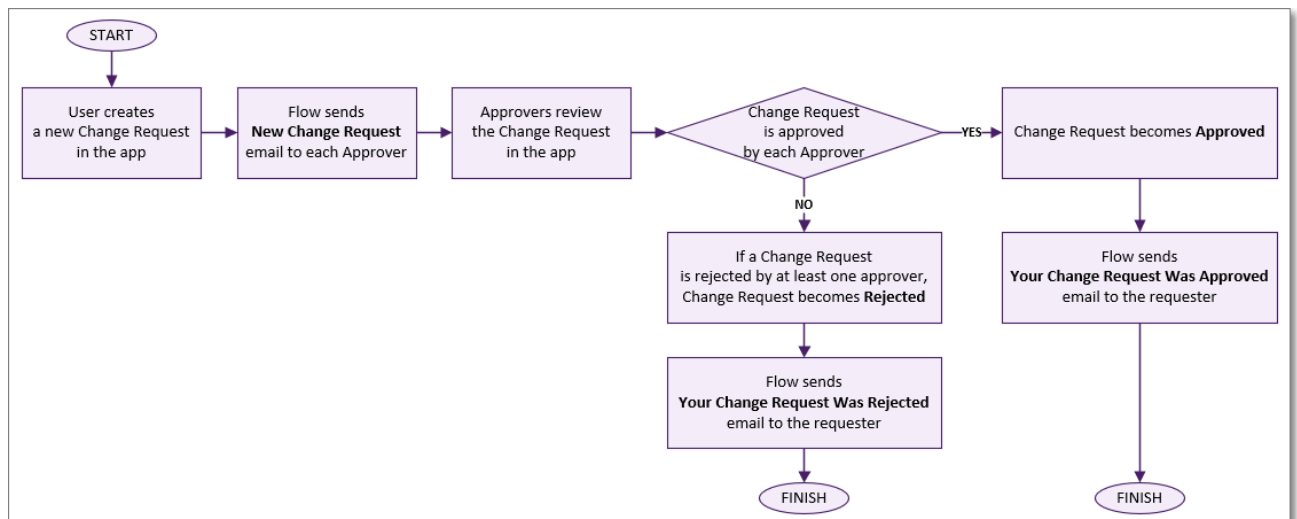 START
User creates
a new Change Request
in the app
Flow sends
New Change Request
email to each Approver
Approvers review
the Change Request
in the app
Change Request
is approved
by each Approver
YES
Change Request becomes Approved
NO
If a Change Request
is rejected by at least one approver,
Change Request becomes Rejected
Flow sends
Your Change Request Was Approved
email to the requester
Flow sends
Your Change Request Was Rejected
email to the requester
FINISH
FINISH